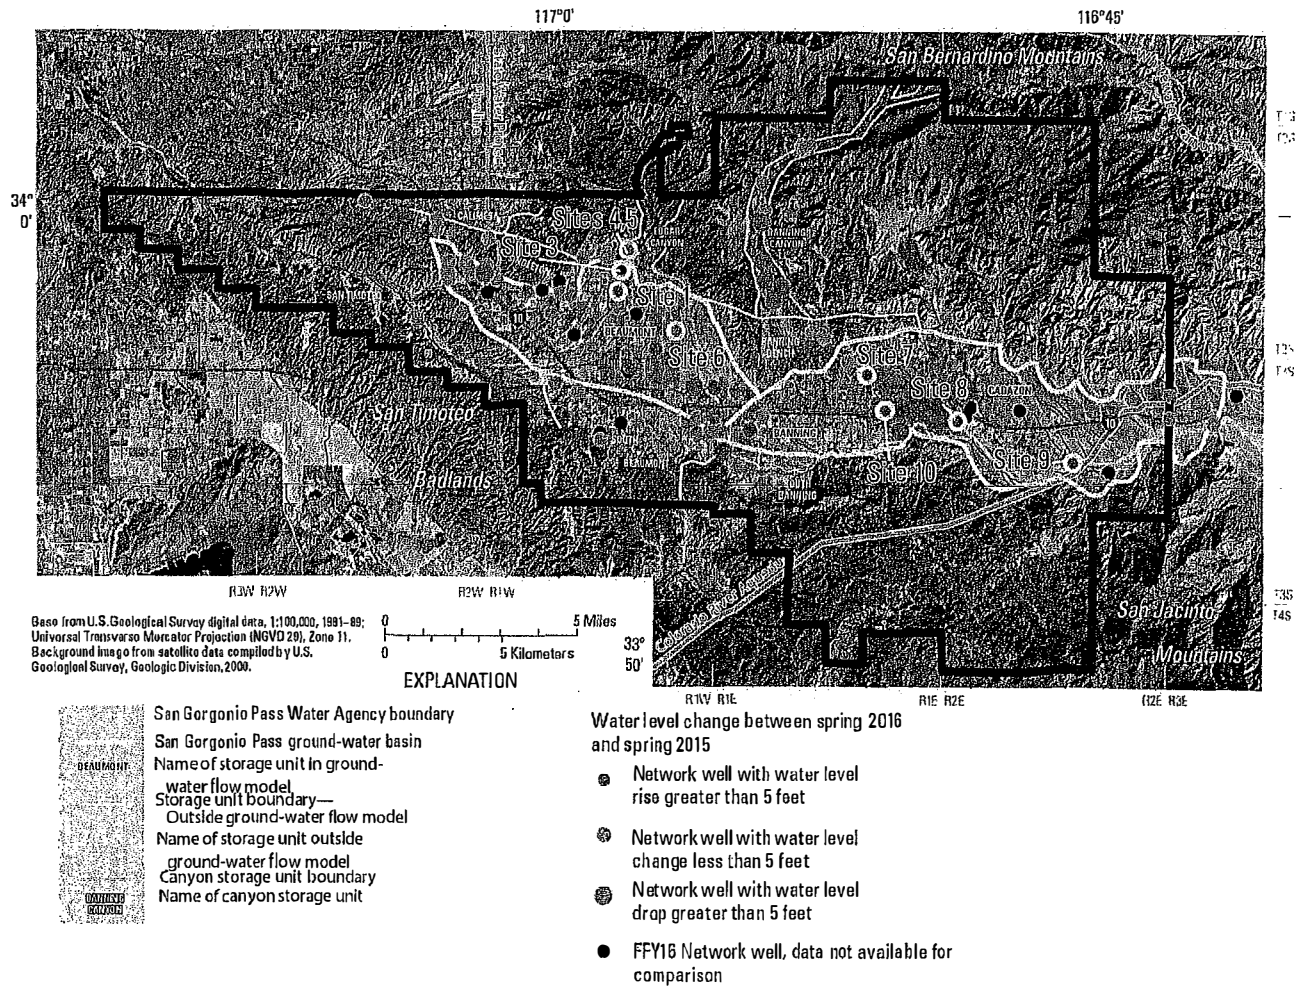 117°0'
116°45'
San Bernardino Mountains
34°
0'
Sites 4,5
CANYON
BANNING
CANYON
Site 3
Site 1
BEAUMONT
Site 6
Site 7
Site 8
CABAZON
10
San Timoteo
Badlands
BANNING
Site 10
Site 9
BANNING
Colorado River Aqueduct
San Jacinto
Mountains
R3W R2W
R2W R1W
T3S
T4S
33°
50'
R1W R1E
R1E R2E
R2E R3E
Base from U.S. Geological Survey digital data, 1:100,000, 1981–89;
Universal Transverse Mercator Projection (NGVD 29), Zone 11.
Background image from satellite data compiled by U.S.
Geological Survey, Geologic Division, 2000.
0 5 Miles
0 5 Kilometers
EXPLANATION
San Gorgonio Pass Water Agency boundary
San Gorgonio Pass ground-water basin
BEAUMONT
Name of storage unit in ground-
water flow model
Storage unit boundary—
Outside ground-water flow model
Name of storage unit outside
ground-water flow model
Canyon storage unit boundary
BANNING
CANYON
Name of canyon storage unit
Water level change between spring 2016
and spring 2015
Network well with water level
rise greater than 5 feet
Network well with water level
change less than 5 feet
Network well with water level
drop greater than 5 feet
FFY16 Network well, data not available for
comparison